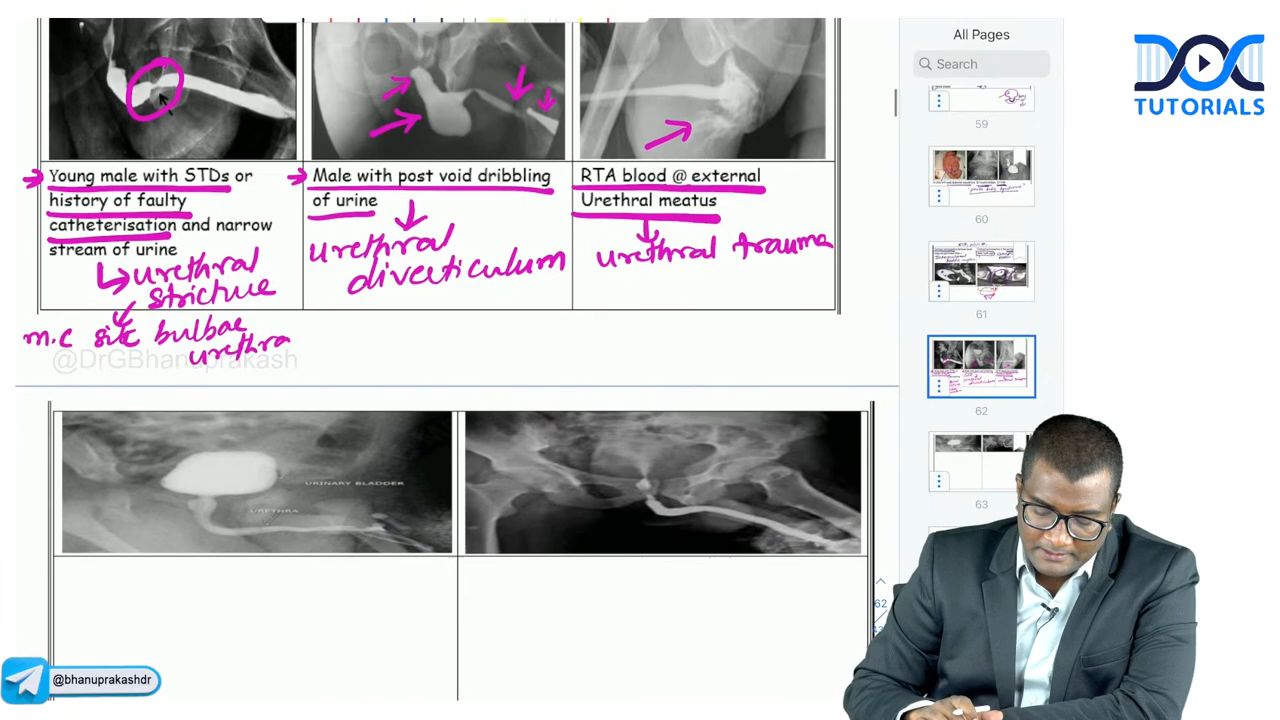 All Pages
Search
DOC
TUTORIALS
59
60
61
62
63
Young male with STDs or
history of faulty
catheterisation and narrow
stream of urine
urethral
stricture
m.c site bulbar
urethra
Male with post void dribbling
of urine
urethral
diverticulum
RTA blood @ external
Urethral meatus
urethral trauma
@DrGBhanuprakash
URINARY BLADDER
URETHRA
62
@bhanuprakashdr